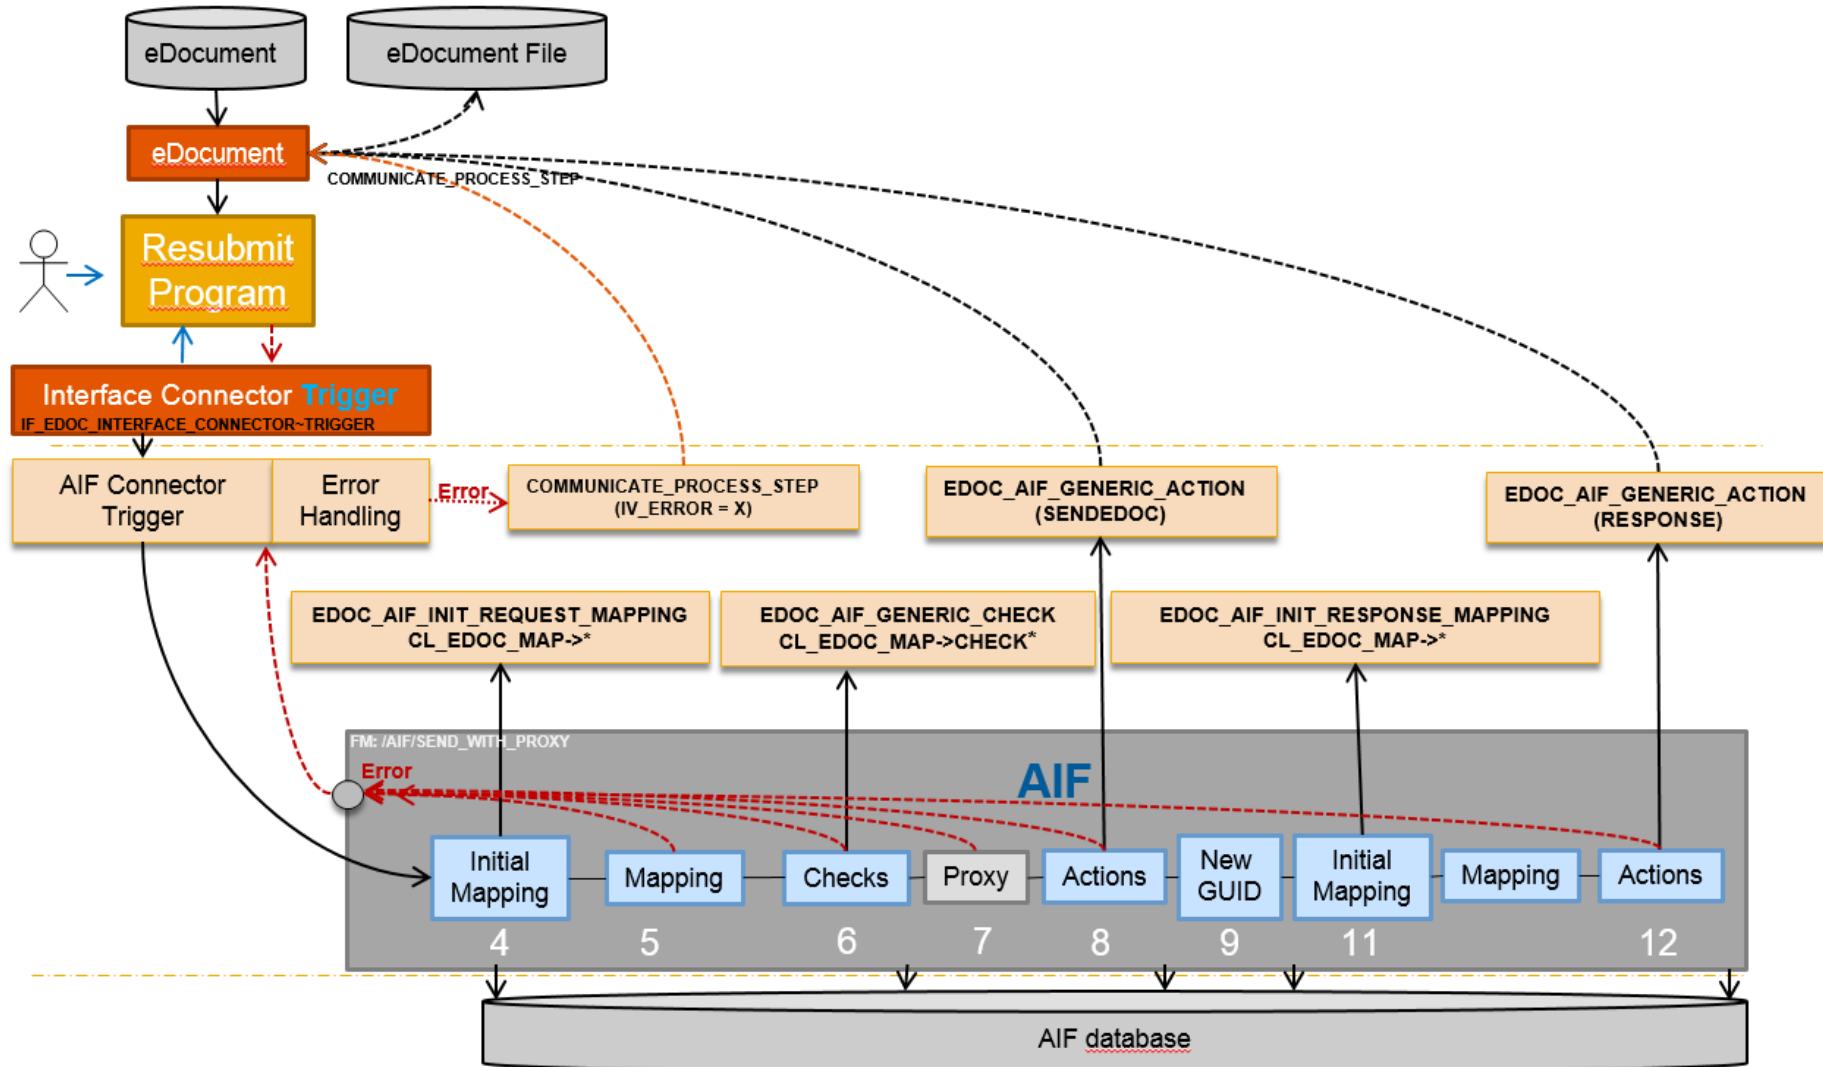 eDocument
eDocument File
eDocument
COMMUNICATE_PROCESS_STEP
Resubmit
Program
Interface Connector Trigger
IF_EDOC_INTERFACE_CONNECTOR~TRIGGER
AIF Connector
Trigger
Error
Handling
Error
COMMUNICATE_PROCESS_STEP
(IV_ERROR = X)
EDOC_AIF_GENERIC_ACTION
(SENDEDOC)
EDOC_AIF_GENERIC_ACTION
(RESPONSE)
EDOC_AIF_INIT_REQUEST_MAPPING
CL_EDOC_MAP->*
EDOC_AIF_GENERIC_CHECK
CL_EDOC_MAP->CHECK*
EDOC_AIF_INIT_RESPONSE_MAPPING
CL_EDOC_MAP->*
FM: /AIF/SEND_WITH_PROXY
Error
AIF
Initial
Mapping
Mapping
Checks
Proxy
Actions
New
GUID
Initial
Mapping
Mapping
Actions
4 5 6 7 8 9 11 12
AIF database